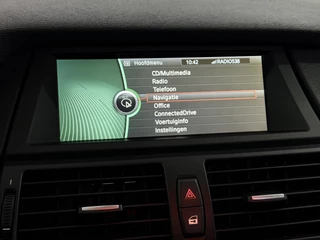 Hoofdmenu 10:42 RADIO538
CD/Multimedia
Radio
Telefoon
Navigatie
Office
ConnectedDrive
Voertuiginfo
Instellingen